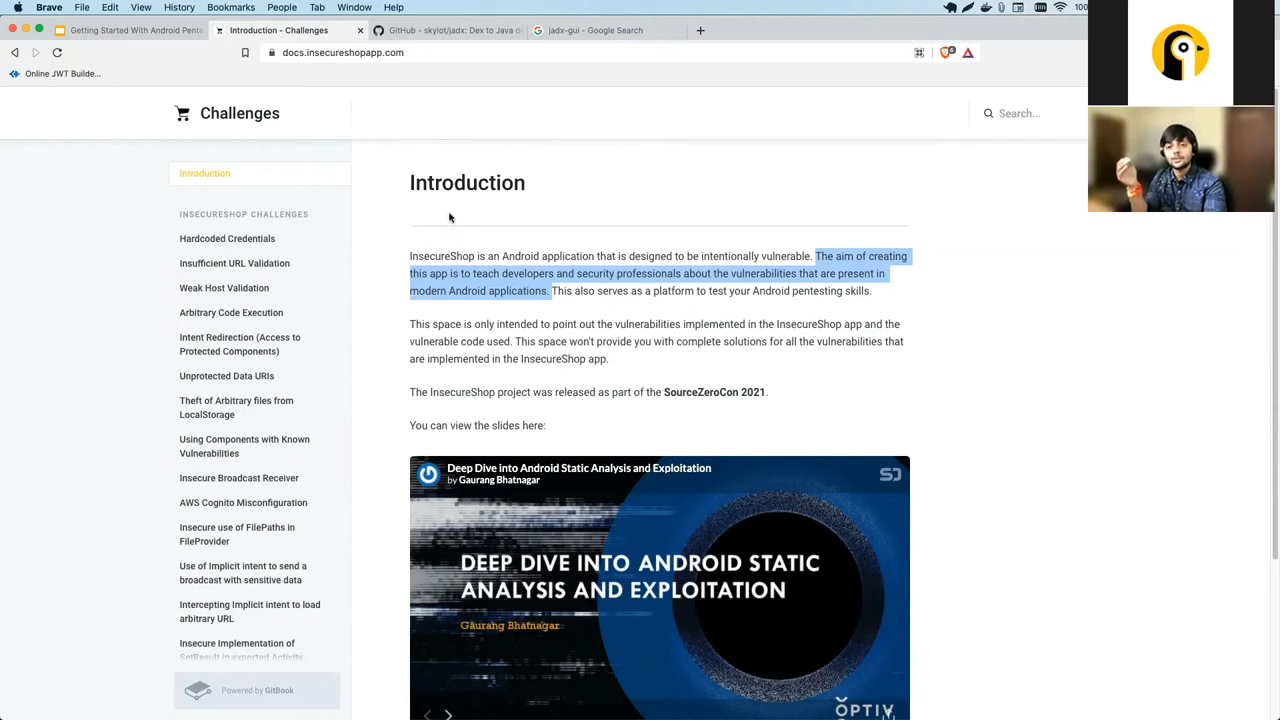 Brave File Edit View History Bookmarks People Tab Window Help
Getting Started With Android Pente
Introduction - Challenges
GitHub - skylot/jadx: Dex to Java d
jadx-gui - Google Search
docs.insecureshopapp.com
Online JWT Builde...
Challenges
Search...
Introduction
INSECURESHOP CHALLENGES
Hardcoded Credentials
Insufficient URL Validation
Weak Host Validation
Arbitrary Code Execution
Intent Redirection (Access to
Protected Components)
Unprotected Data URIs
Theft of Arbitrary files from
LocalStorage
Using Components with Known
Vulnerabilities
Insecure Broadcast Receiver
AWS Cognito Misconfiguration
Insecure use of FilePaths in
FileProvider
Use of Implicit intent to send a
broadcast with sensitive data
Intercepting Implicit intent to load
arbitrary URL
Insecure Implementation of
SetResult in exported Activity
Powered by GitBook
Introduction
InsecureShop is an Android application that is designed to be intentionally vulnerable. The aim of creating
this app is to teach developers and security professionals about the vulnerabilities that are present in
modern Android applications. This also serves as a platform to test your Android pentesting skills.
This space is only intended to point out the vulnerabilities implemented in the InsecureShop app and the
vulnerable code used. This space won't provide you with complete solutions for all the vulnerabilities that
are implemented in the InsecureShop app.
The InsecureShop project was released as part of the SourceZeroCon 2021.
You can view the slides here:
Deep Dive into Android Static Analysis and Exploitation
by Gaurang Bhatnagar
DEEP DIVE INTO ANDROID STATIC
ANALYSIS AND EXPLOITATION
Gaurang Bhatnagar
OPTIV